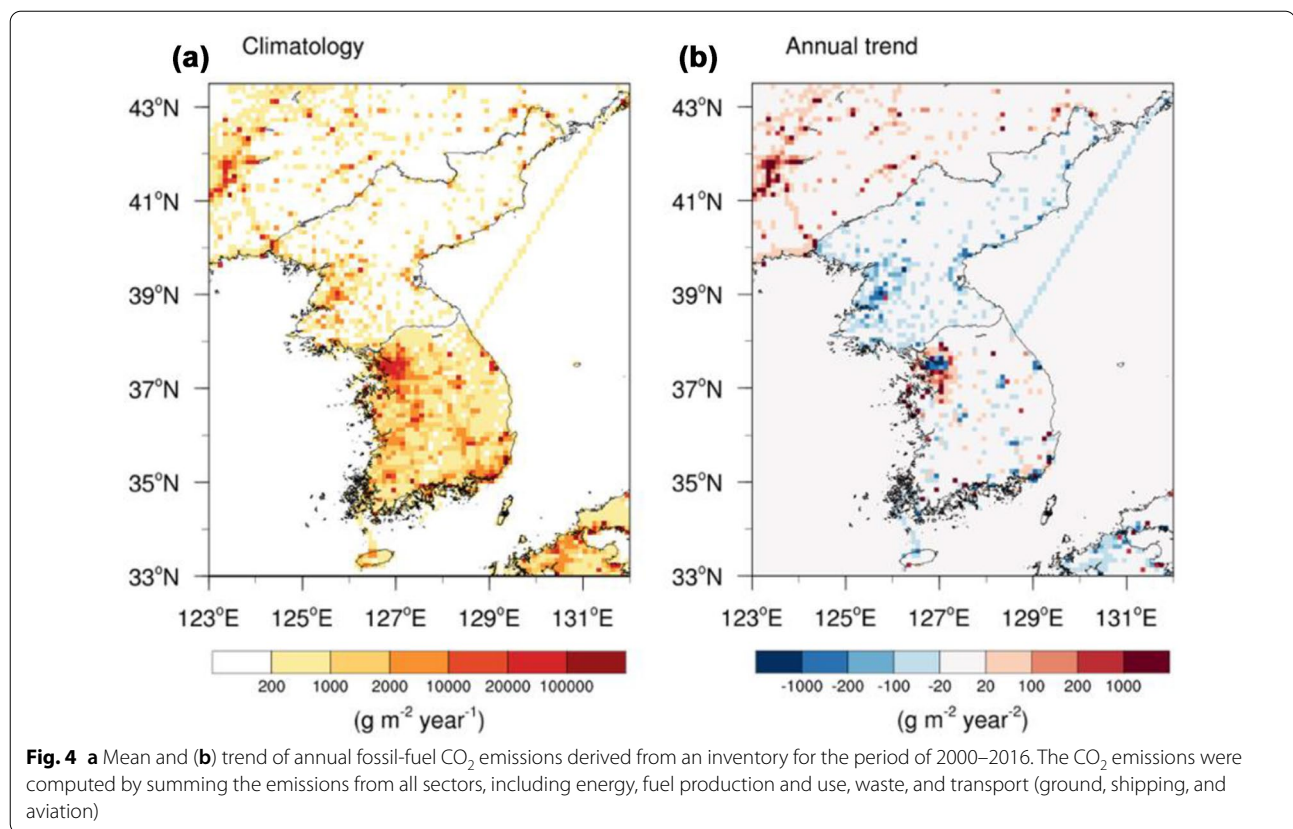 (a) Climatology
(b) Annual trend
43°N
41°N
39°N
37°N
35°N
33°N
123°E 125°E 127°E 129°E 131°E
200 1000 2000 10000 20000 100000
(g m⁻² year⁻¹)
43°N
41°N
39°N
37°N
35°N
33°N
123°E 125°E 127°E 129°E 131°E
-1000 -200 -100 -20 20 100 200 1000
(g m⁻² year⁻²)
Fig. 4 a Mean and (b) trend of annual fossil-fuel CO₂ emissions derived from an inventory for the period of 2000–2016. The CO₂ emissions were
computed by summing the emissions from all sectors, including energy, fuel production and use, waste, and transport (ground, shipping, and
aviation)